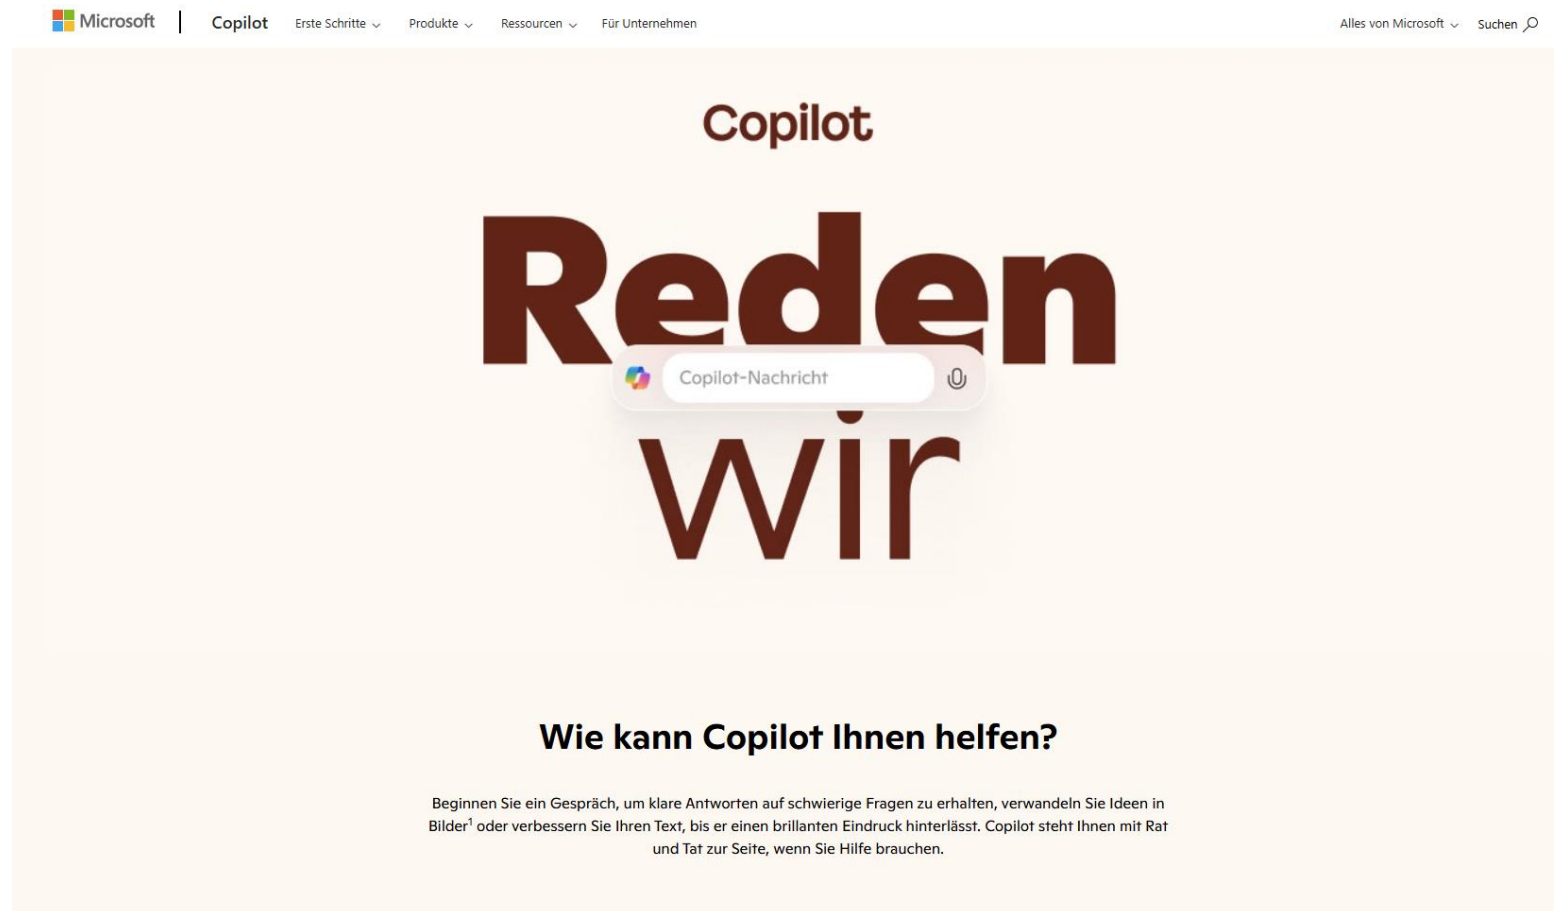 Microsoft | Copilot Erste Schritte Produkte Ressourcen Für Unternehmen Alles von Microsoft Suchen
Copilot
Reden
Copilot-Nachricht
wir
Wie kann Copilot Ihnen helfen?
Beginnen Sie ein Gespräch, um klare Antworten auf schwierige Fragen zu erhalten, verwandeln Sie Ideen in
Bilder¹ oder verbessern Sie Ihren Text, bis er einen brillanten Eindruck hinterlässt. Copilot steht Ihnen mit Rat
und Tat zur Seite, wenn Sie Hilfe brauchen.